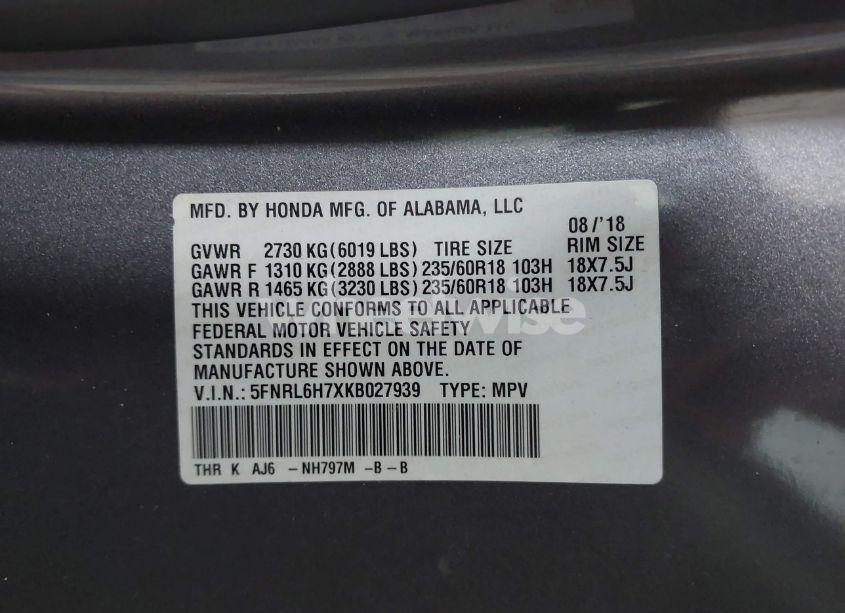 MFD. BY HONDA MFG. OF ALABAMA, LLC
08/'18
GVWR 2730 KG(6019 LBS) TIRE SIZE RIM SIZE
GAWR F 1310 KG(2888 LBS) 235/60R18 103H 18X7.5J
GAWR R 1465 KG(3230 LBS) 235/60R18 103H 18X7.5J
THIS VEHICLE CONFORMS TO ALL APPLICABLE
FEDERAL MOTOR VEHICLE SAFETY
STANDARDS IN EFFECT ON THE DATE OF
MANUFACTURE SHOWN ABOVE.
V.I.N.: 5FNRL6H7XKB027939 TYPE: MPV
THR K AJ6 -NH797M -B-B